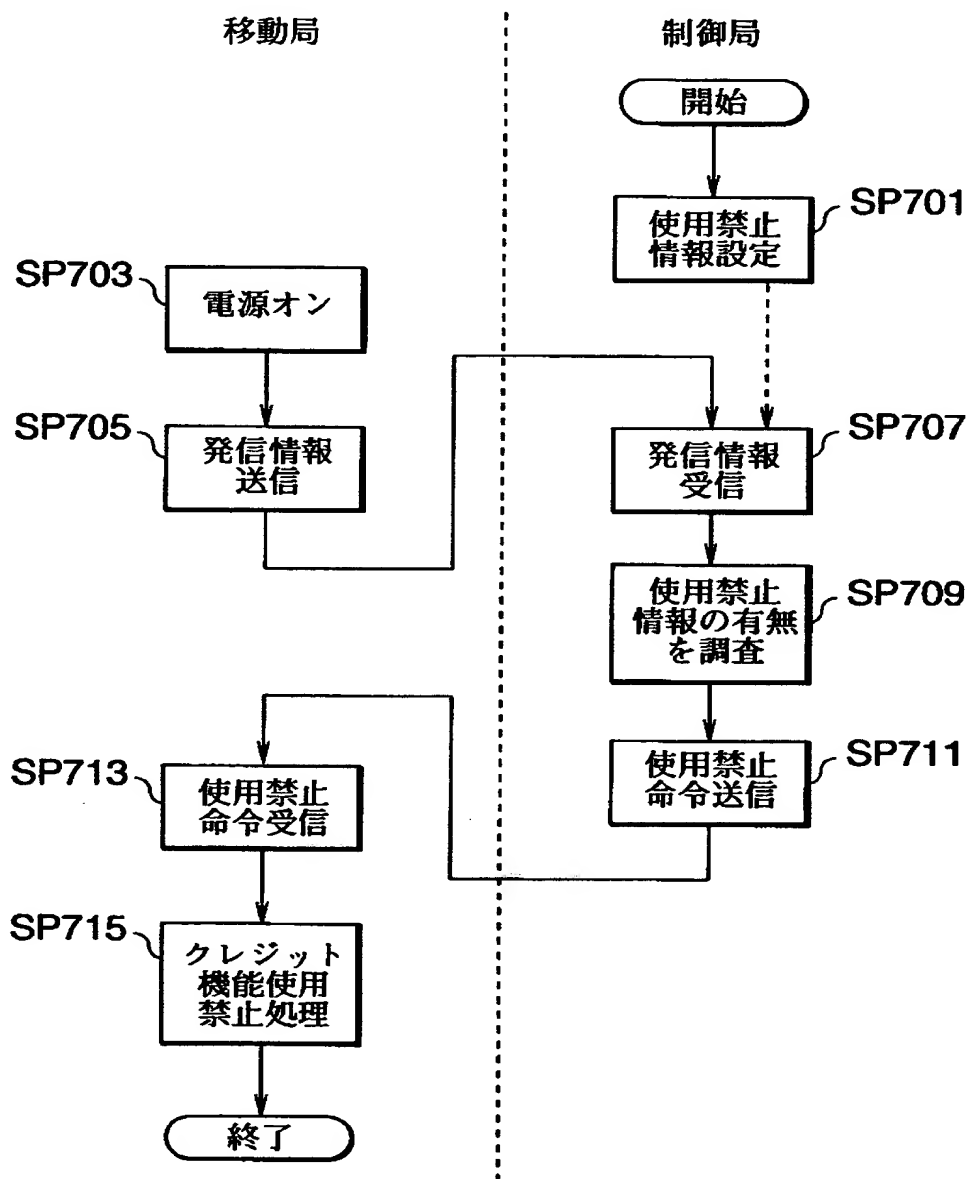 移動局
制御局
開始
SP701
使用禁止
情報設定
SP703
電源オン
SP705
発信情報
送信
SP707
発信情報
受信
SP709
使用禁止
情報の有無
を調査
SP711
使用禁止
命令送信
SP713
使用禁止
命令受信
SP715
クレジット
機能使用
禁止処理
終了